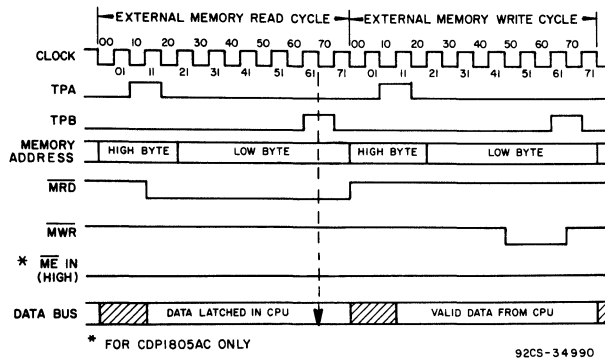 EXTERNAL MEMORY READ CYCLE EXTERNAL MEMORY WRITE CYCLE
00 10 20 30 40 50 60 70 00 10 20 30 40 50 60 70
CLOCK
01 11 21 31 41 51 61 71 01 11 21 31 41 51 61 71
TPA
TPB
MEMORY ADDRESS HIGH BYTE LOW BYTE HIGH BYTE LOW BYTE
MRD
MWR
* ME IN
(HIGH)
DATA BUS DATA LATCHED IN CPU VALID DATA FROM CPU
* FOR CDP1805AC ONLY
92CS-34990